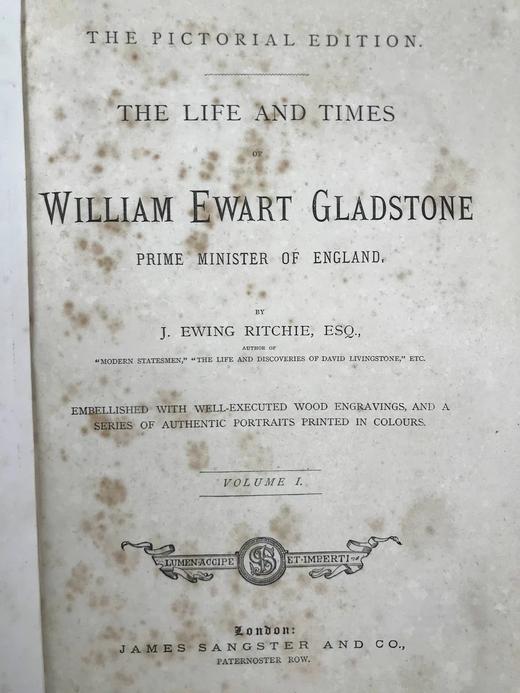 THE PICTORIAL EDITION.
THE LIFE AND TIMES
OF
WILLIAM EWART GLADSTONE
PRIME MINISTER OF ENGLAND.
BY
J. EWING RITCHIE, ESQ.,
AUTHOR OF
"MODERN STATESMEN," "THE LIFE AND DISCOVERIES OF DAVID LIVINGSTONE," ETC.
EMBELLISHED WITH WELL-EXECUTED WOOD ENGRAVINGS, AND A
SERIES OF AUTHENTIC PORTRAITS PRINTED IN COLOURS.
VOLUME I.
LUMEN·ACCIPE ET·IMPERTI
London:
JAMES SANGSTER AND CO.,
PATERNOSTER ROW.